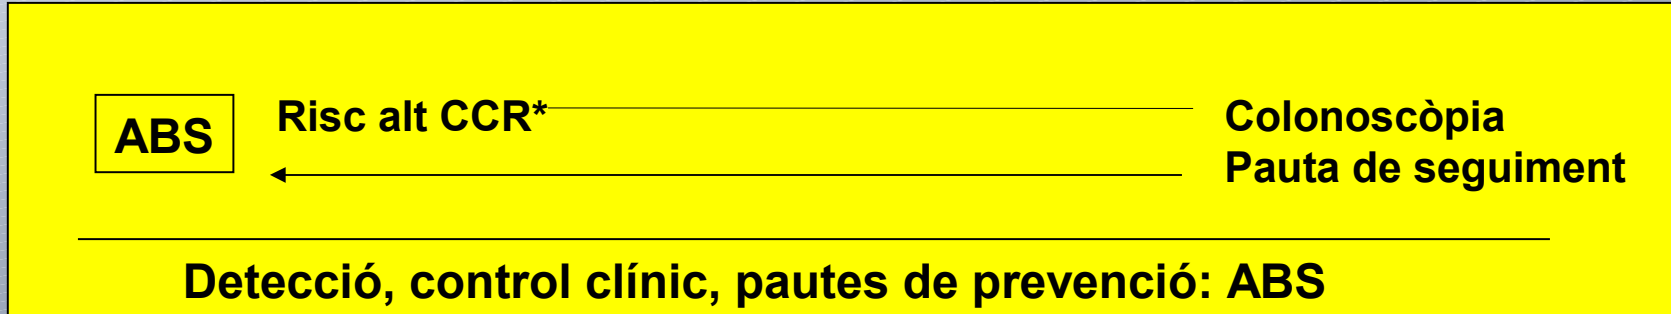 ABS
Risc alt CCR*
Colonoscòpia
Pauta de seguiment
Detecció, control clínic, pautes de prevenció: ABS